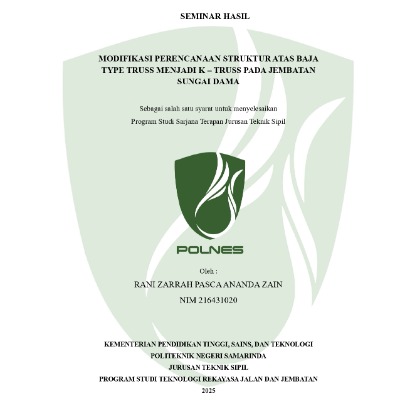 SEMINAR HASIL
MODIFIKASI PERENCANAAN STRUKTUR ATAS BAJA
TYPE TRUSS MENJADI K – TRUSS PADA JEMBATAN
SUNGAI DAMA
Sebagai salah satu syarat untuk menyelesaikan
Program Studi Sarjana Terapan Jurusan Teknik Sipil
POLNES
Oleh :
RANI ZARRAH PASCA ANANDA ZAIN
NIM 216431020
KEMENTERIAN PENDIDIKAN TINGGI, SAINS, DAN TEKNOLOGI
POLITEKNIK NEGERI SAMARINDA
JURUSAN TEKNIK SIPIL
PROGRAM STUDI TEKNOLOGI REKAYASA JALAN DAN JEMBATAN
2025